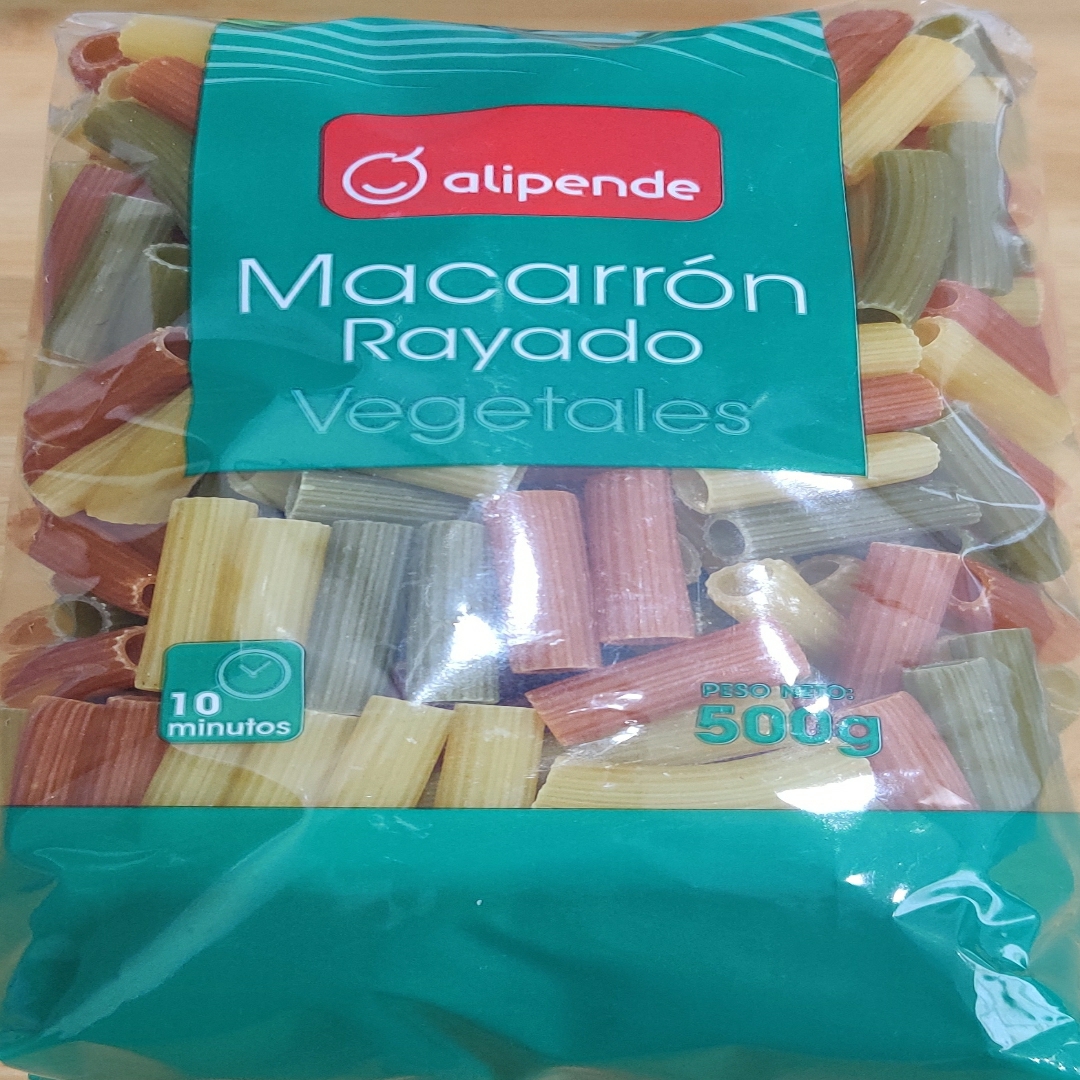 alipende
Macarrón
Rayado
Vegetales
10
minutos
PESO NETO:
500g